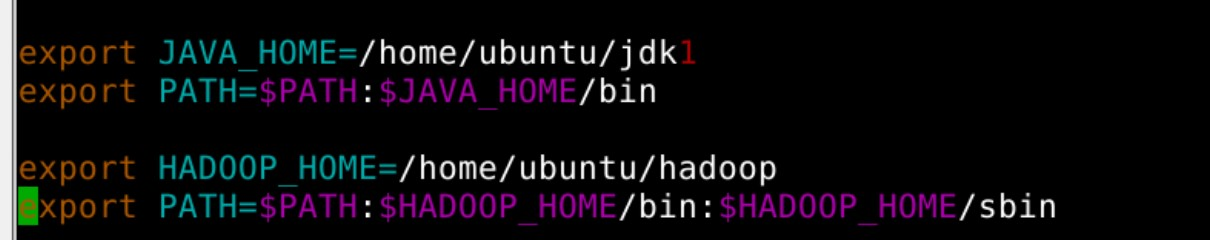 export JAVA_HOME=/home/ubuntu/jdk1
export PATH=$PATH:$JAVA_HOME/bin
export HADOOP_HOME=/home/ubuntu/hadoop
export PATH=$PATH:$HADOOP_HOME/bin:$HADOOP_HOME/sbin